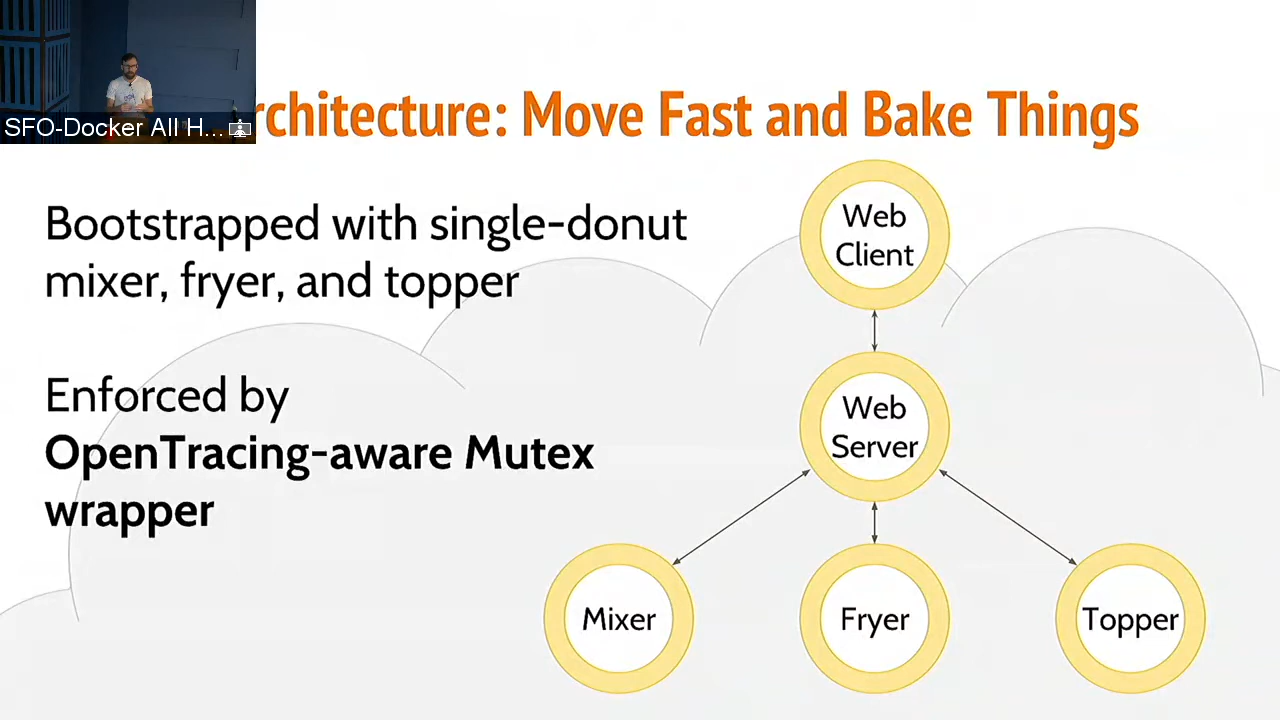 SFO-Docker All H...
rchitecture: Move Fast and Bake Things
Bootstrapped with single-donut
mixer, fryer, and topper
Enforced by
OpenTracing-aware Mutex
wrapper
Web
Client
Web
Server
Mixer
Fryer
Topper